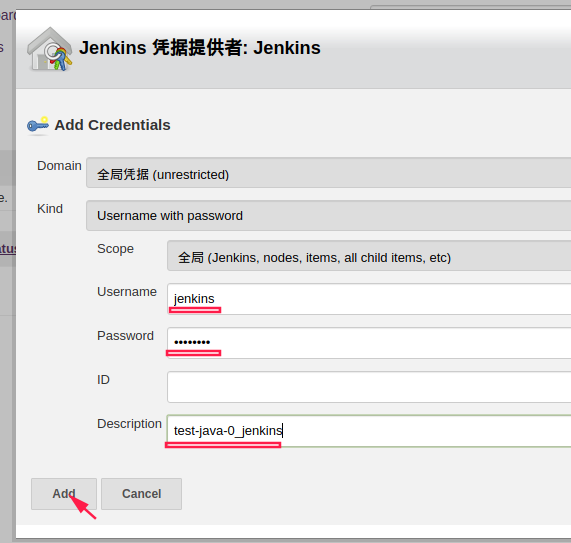 Jenkins 凭据提供者: Jenkins
Add Credentials
Domain
全局凭据 (unrestricted)
Kind
Username with password
Scope
全局 (Jenkins, nodes, items, all child items, etc)
Username
jenkins
Password
••••••••
ID
Description
test-java-0_jenkins
Add
Cancel